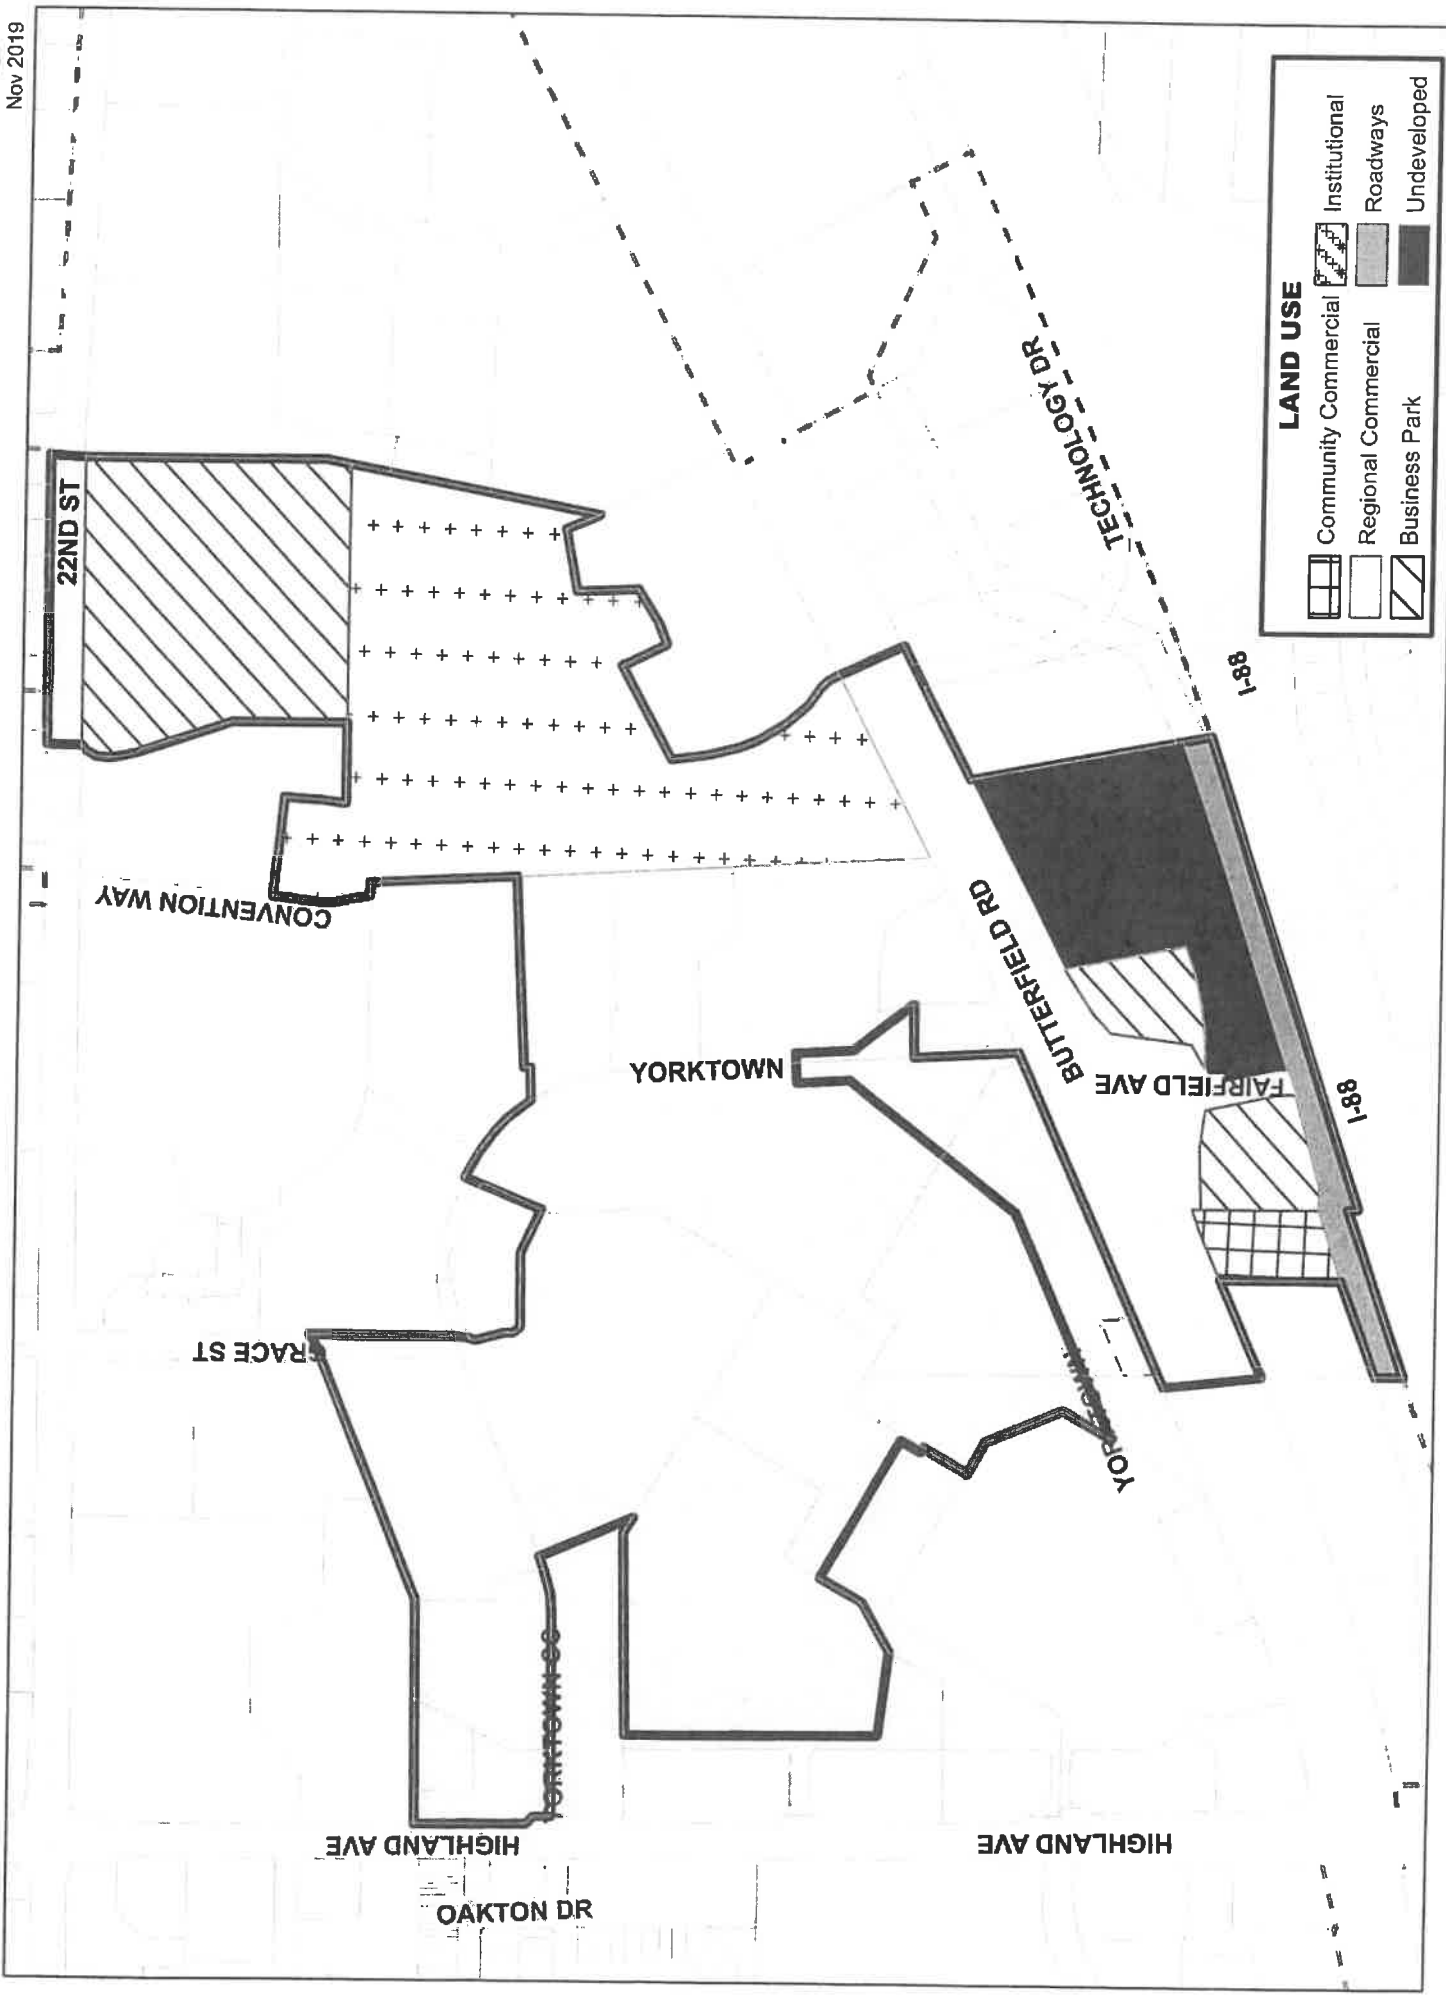 Nov 2019
22ND ST
CONVENTION WAY
GRACE ST
YORKTOWN
BUTTERFIELD RD
TECHNOLOGY DR
FAIRFIELD AVE
I-88
I-88
HIGHLAND AVE
HIGHLAND AVE
OAKTON DR
LAND USE
Community Commercial
Regional Commercial
Business Park
Institutional
Roadways
Undeveloped